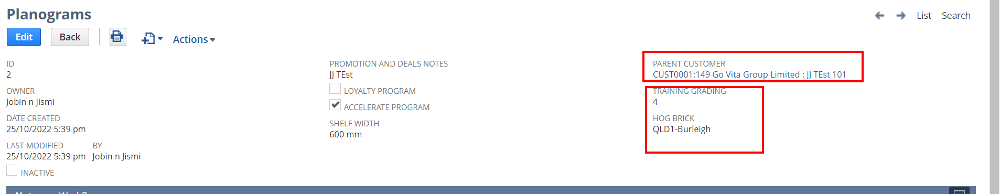 Planograms
List Search
Edit Back Actions
ID
2
OWNER
Jobin n Jismi
DATE CREATED
25/10/2022 5:39 pm
LAST MODIFIED BY
25/10/2022 5:39 pm Jobin n Jismi
INACTIVE
PROMOTION AND DEALS NOTES
JJ TEst
LOYALTY PROGRAM
ACCELERATE PROGRAM
SHELF WIDTH
600 mm
PARENT CUSTOMER
CUST0001:149 Go Vita Group Limited : JJ TEst 101
TRAINING GRADING
4
HOG BRICK
QLD1-Burleigh